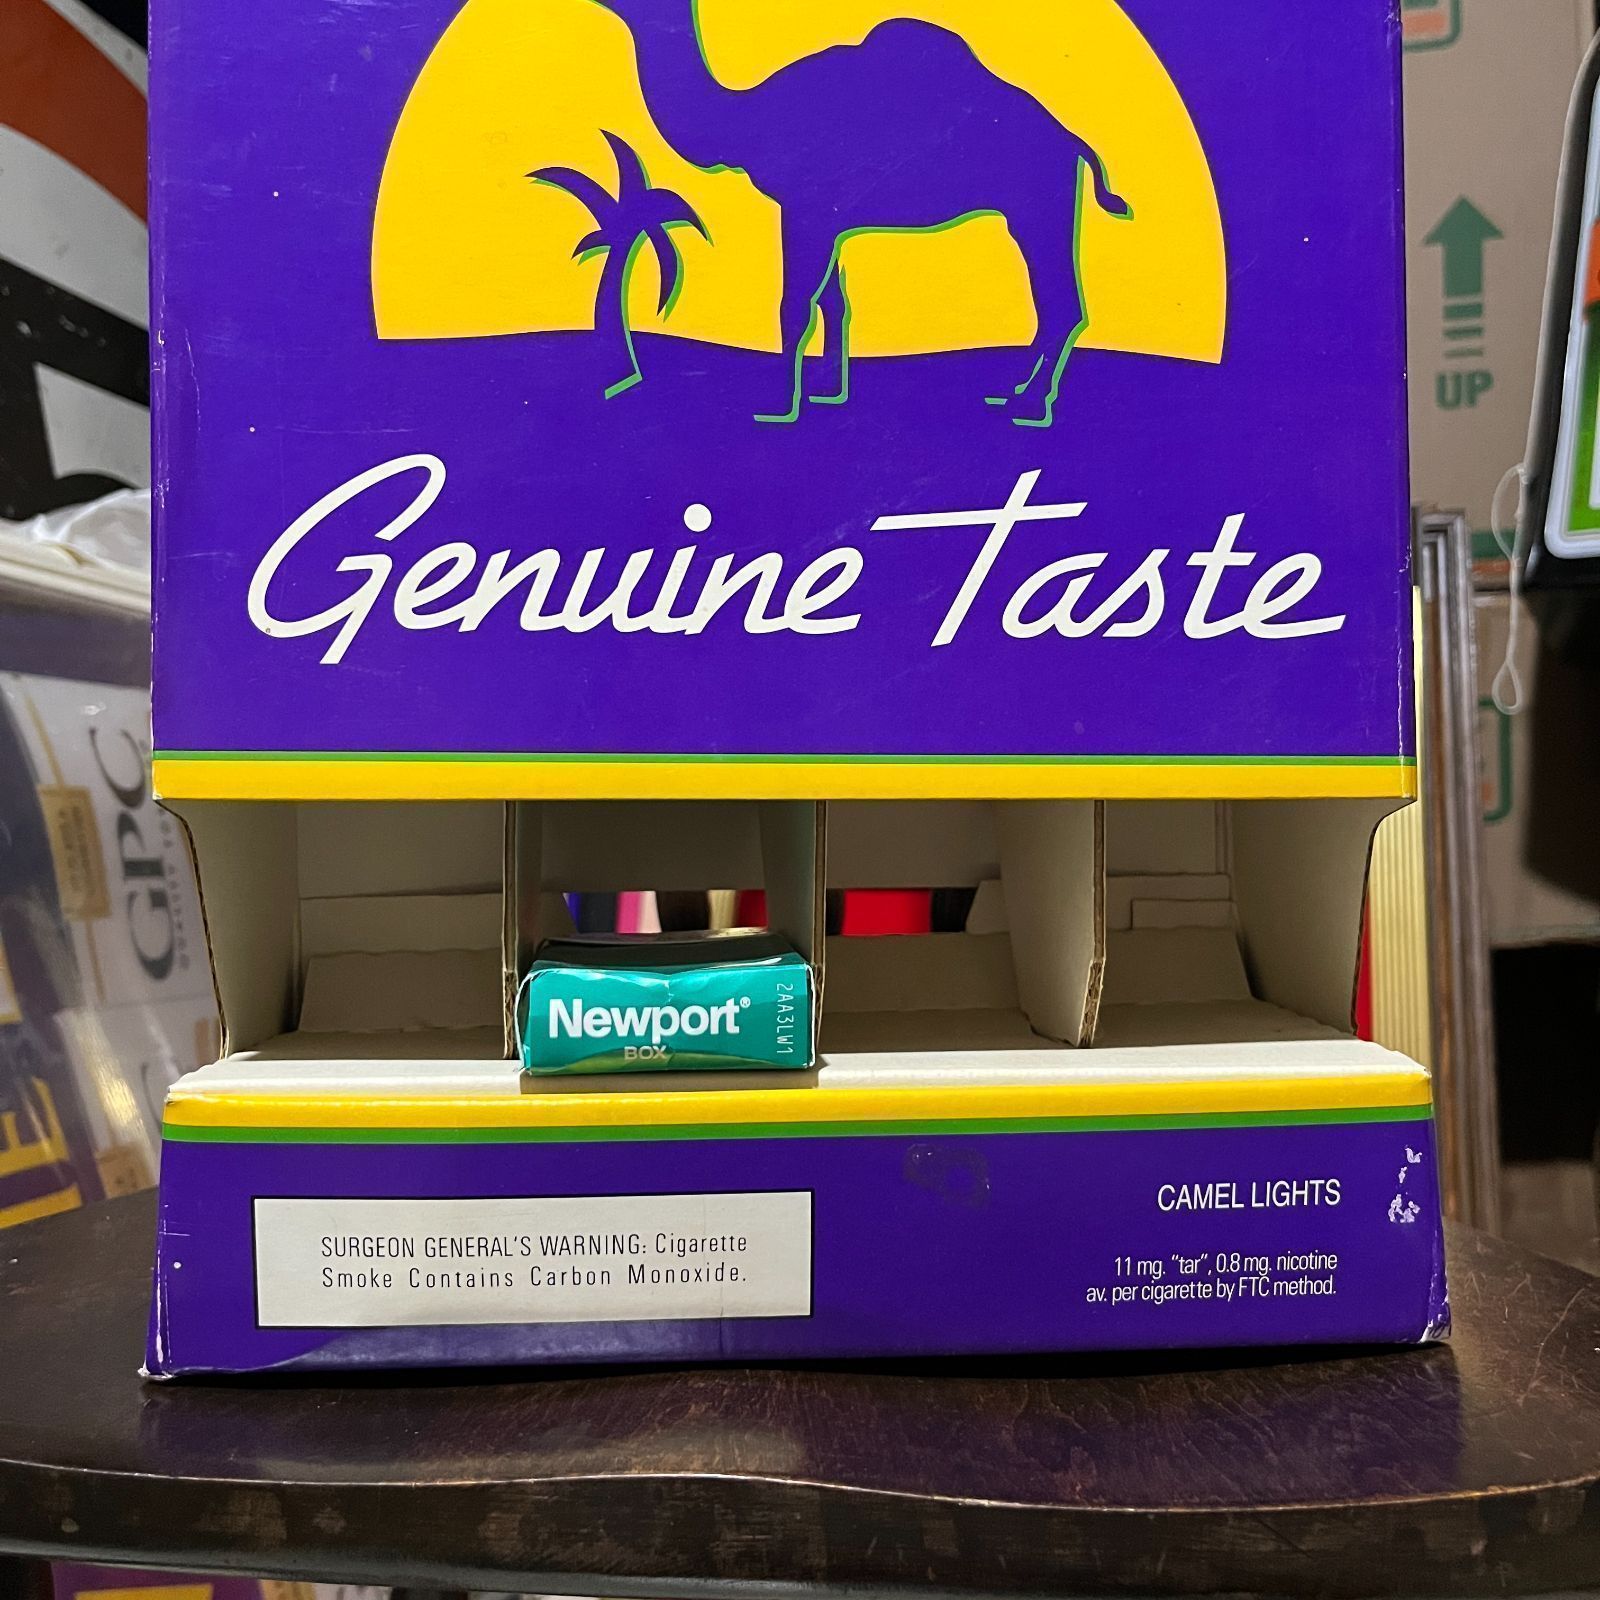 Genuine Taste
UP
GPC
Newport®
BOX
2AA3LW1
CAMEL LIGHTS
SURGEON GENERAL'S WARNING: Cigarette
Smoke Contains Carbon Monoxide.
11 mg. "tar", 0.8 mg. nicotine
av. per cigarette by FTC method.